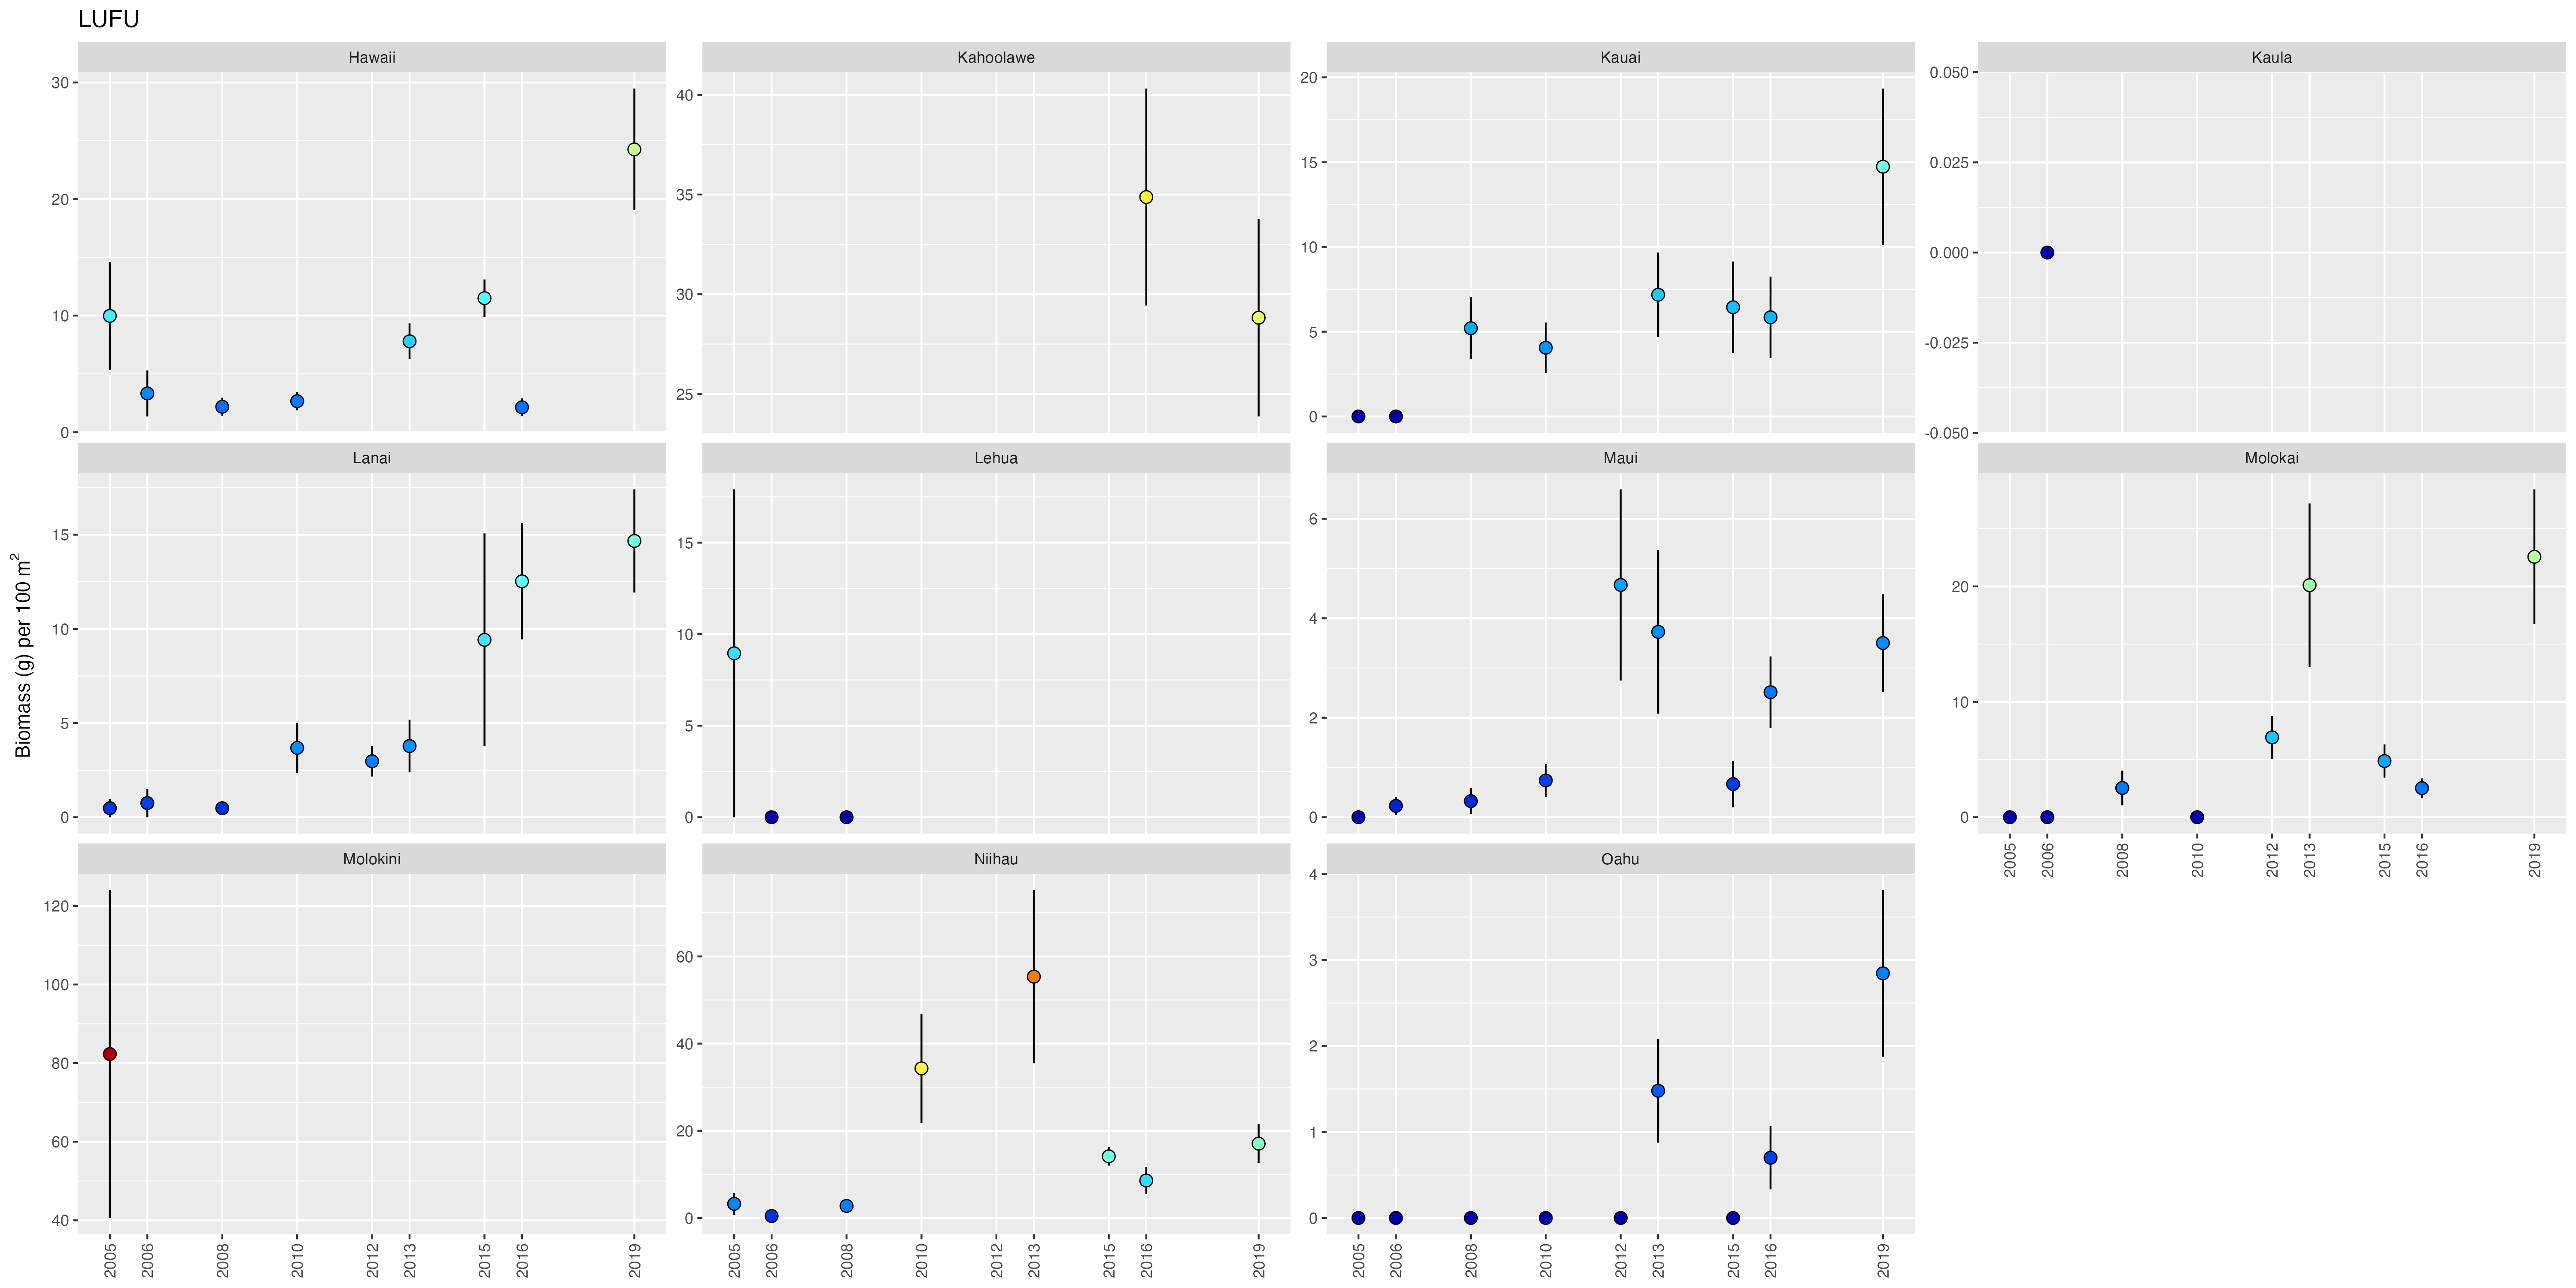 LUFU
Hawaii Kahoolawe Kauai Kaula
30 20 10 0
40 35 30 25
20 15 10 5 0
0.050 0.025 0.000 -0.025 -0.050
Biomass (g) per 100 m²
Lanai Lehua Maui Molokai
15 10 5 0
15 10 5 0
6 4 2 0
20 10 0
2005 2006 2008 2010 2012 2013 2015 2016 2019
Molokini Niihau Oahu
120 100 80 60 40
60 40 20 0
4 3 2 1 0
2005 2006 2008 2010 2012 2013 2015 2016 2019
2005 2006 2008 2010 2012 2013 2015 2016 2019
2005 2006 2008 2010 2012 2013 2015 2016 2019